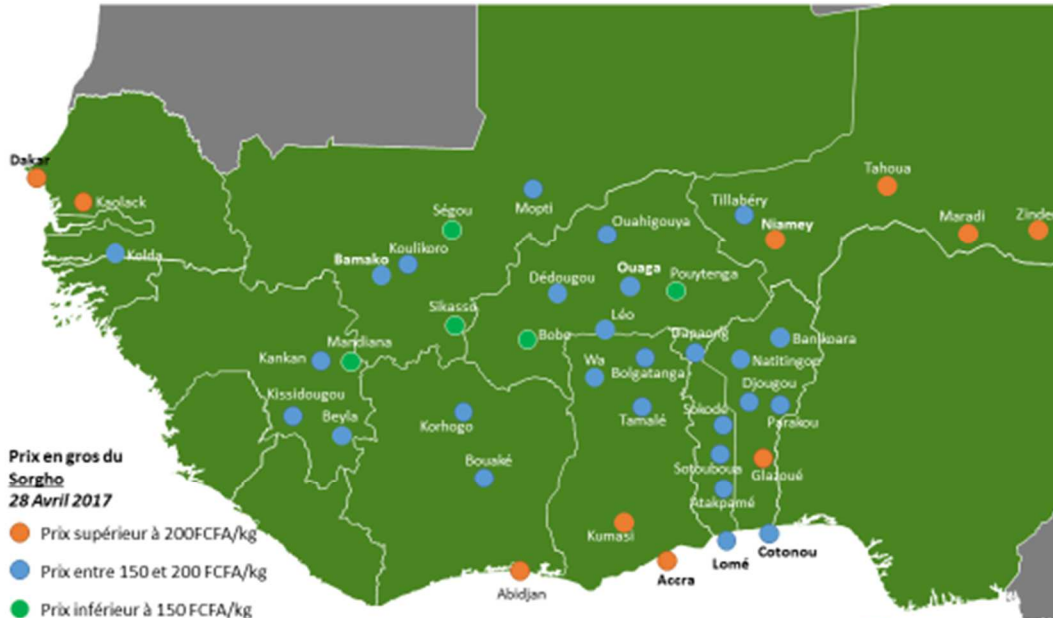 Dakar
Kaolack
Kolda
Ségou
Mopti
Koulikoro
Bamako
Sikasso
Mandiana
Kankan
Kissidougou
Beyla
Korhogo
Bouaké
Abidjan
Ouahigouya
Dédougou
Ouaga
Pouytenga
Léo
Bobo
Tillabéry
Niamey
Tahoua
Maradi
Zinder
Dapaong
Banikoara
Wa
Bolgatanga
Natitingou
Djougou
Tamalé
Sokodé
Parakou
Sotouboua
Glazoué
Atakpamé
Kumasi
Accra
Lomé
Cotonou
Prix en gros du
Sorgho
28 Avril 2017
Prix supérieur à 200FCFA/kg
Prix entre 150 et 200 FCFA/kg
Prix inférieur à 150 FCFA/kg